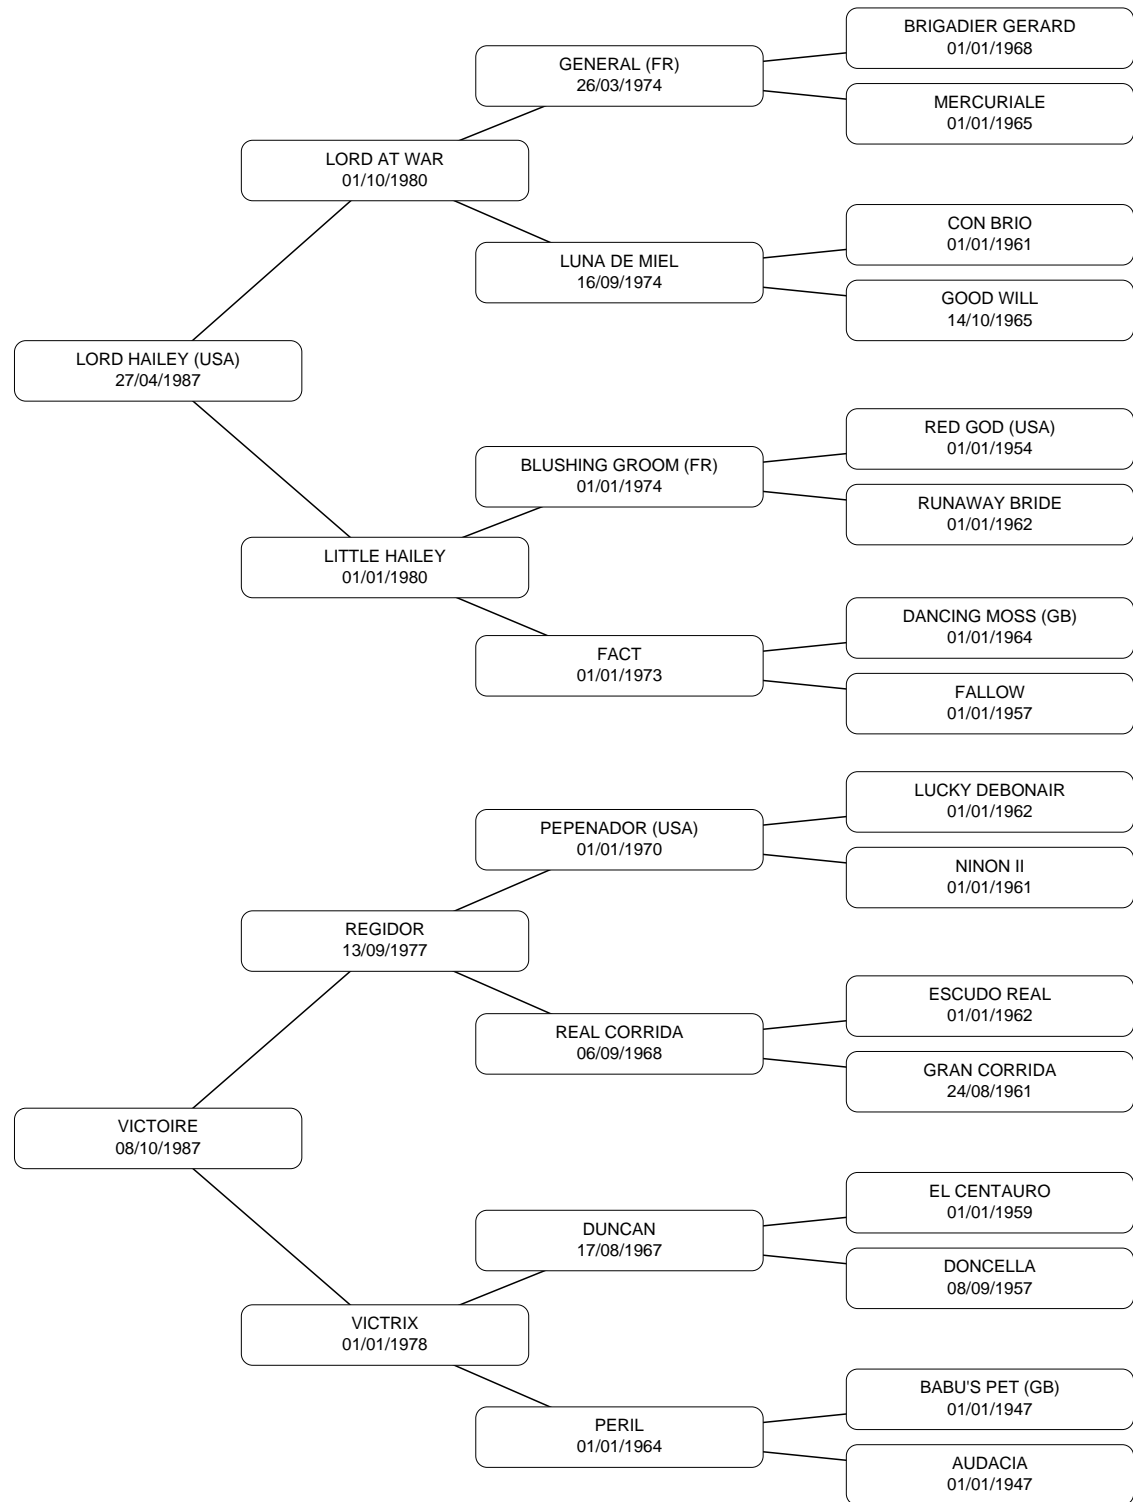 BRIGADIER GERARD
01/01/1968
GENERAL (FR)
26/03/1974
MERCURIALE
01/01/1965
LORD AT WAR
01/10/1980
CON BRIO
01/01/1961
LUNA DE MIEL
16/09/1974
GOOD WILL
14/10/1965
LORD HAILEY (USA)
27/04/1987
RED GOD (USA)
01/01/1954
BLUSHING GROOM (FR)
01/01/1974
RUNAWAY BRIDE
01/01/1962
LITTLE HAILEY
01/01/1980
DANCING MOSS (GB)
01/01/1964
FACT
01/01/1973
FALLOW
01/01/1957
LUCKY DEBONAIR
01/01/1962
PEPENADOR (USA)
01/01/1970
NINON II
01/01/1961
REGIDOR
13/09/1977
ESCUDO REAL
01/01/1962
REAL CORRIDA
06/09/1968
GRAN CORRIDA
24/08/1961
VICTOIRE
08/10/1987
EL CENTAURO
01/01/1959
DUNCAN
17/08/1967
DONCELLA
08/09/1957
VICTRIX
01/01/1978
BABU'S PET (GB)
01/01/1947
PERIL
01/01/1964
AUDACIA
01/01/1947